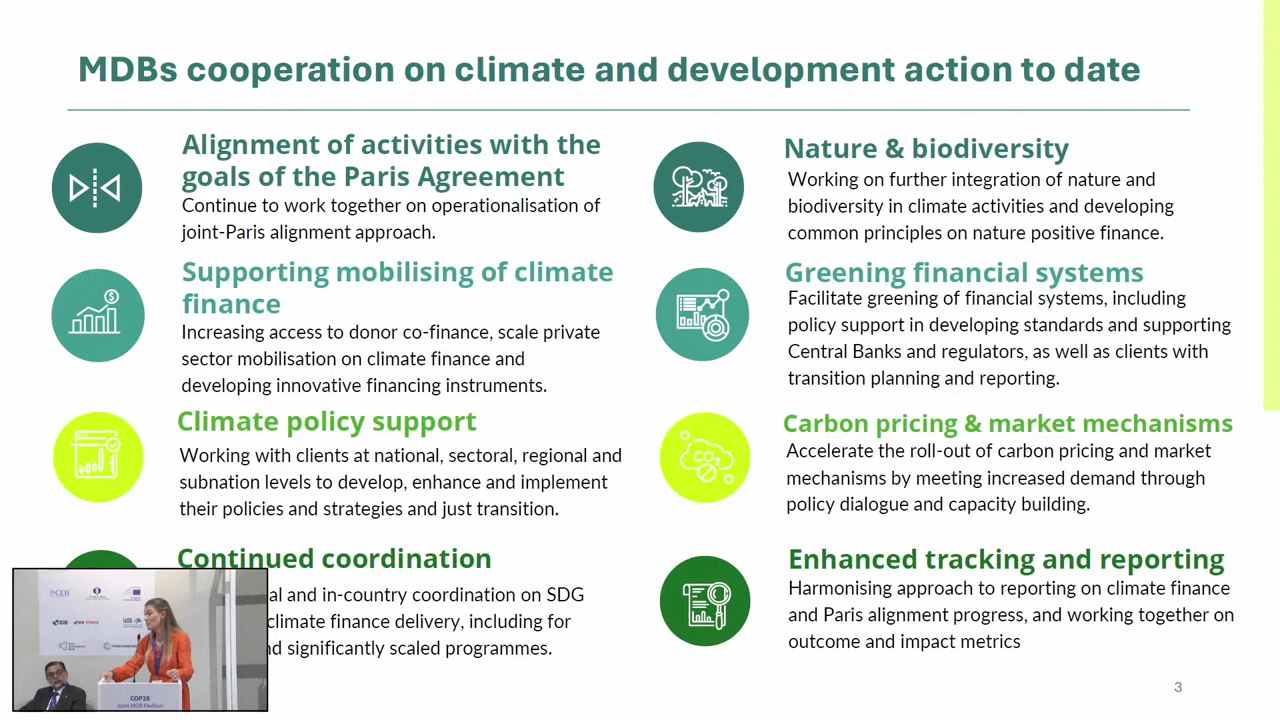 MDBs cooperation on climate and development action to date
Alignment of activities with the
goals of the Paris Agreement
Continue to work together on operationalisation of
joint-Paris alignment approach.
Supporting mobilising of climate
finance
Increasing access to donor co-finance, scale private
sector mobilisation on climate finance and
developing innovative financing instruments.
Climate policy support
Working with clients at national, sectoral, regional and
subnation levels to develop, enhance and implement
their policies and strategies and just transition.
Continued coordination
and in-country coordination on SDG
climate finance delivery, including for
significantly scaled programmes.
Nature & biodiversity
Working on further integration of nature and
biodiversity in climate activities and developing
common principles on nature positive finance.
Greening financial systems
Facilitate greening of financial systems, including
policy support in developing standards and supporting
Central Banks and regulators, as well as clients with
transition planning and reporting.
Carbon pricing & market mechanisms
Accelerate the roll-out of carbon pricing and market
mechanisms by meeting increased demand through
policy dialogue and capacity building.
Enhanced tracking and reporting
Harmonising approach to reporting on climate finance
and Paris alignment progress, and working together on
outcome and impact metrics
$
CO₂
CEB
IDB
COP28
Joint MDB Pavilion
3